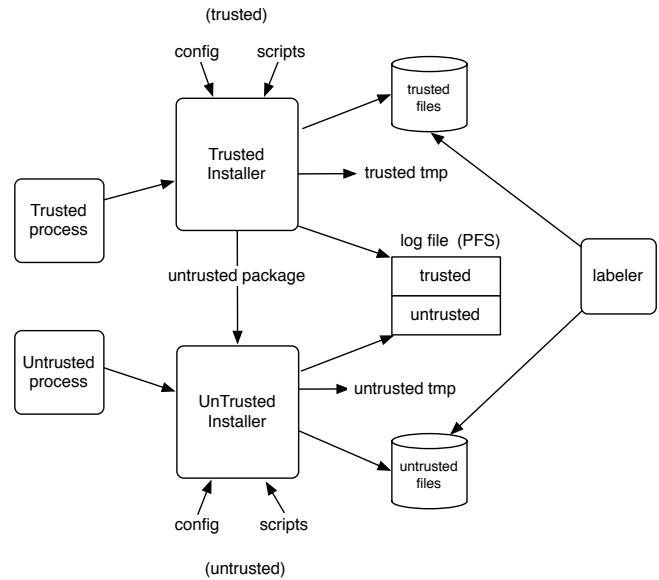 (trusted)
config scripts
trusted
files
Trusted
Installer
trusted tmp
Trusted
process
log file (PFS)
trusted
untrusted
labeler
untrusted package
Untrusted
process
UnTrusted
Installer
untrusted tmp
untrusted
files
config scripts
(untrusted)